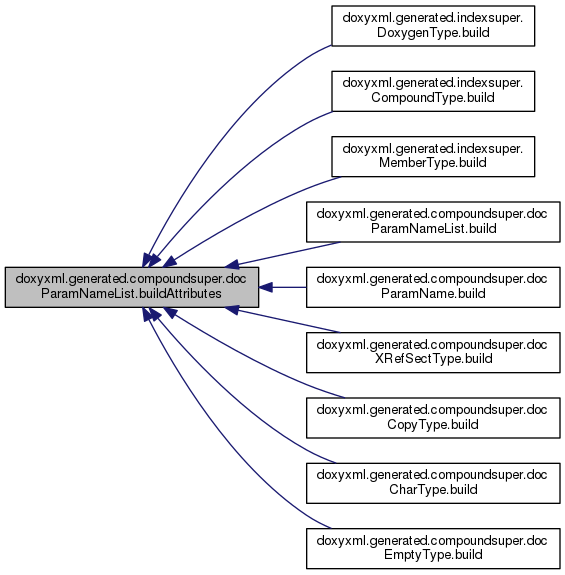 doxyxml.generated.indexsuper.
DoxygenType.build
doxyxml.generated.indexsuper.
CompoundType.build
doxyxml.generated.indexsuper.
MemberType.build
doxyxml.generated.compoundsuper.doc
ParamNameList.build
doxyxml.generated.compoundsuper.doc
ParamNameList.buildAttributes
doxyxml.generated.compoundsuper.doc
ParamName.build
doxyxml.generated.compoundsuper.doc
XRefSectType.build
doxyxml.generated.compoundsuper.doc
CopyType.build
doxyxml.generated.compoundsuper.doc
CharType.build
doxyxml.generated.compoundsuper.doc
EmptyType.build